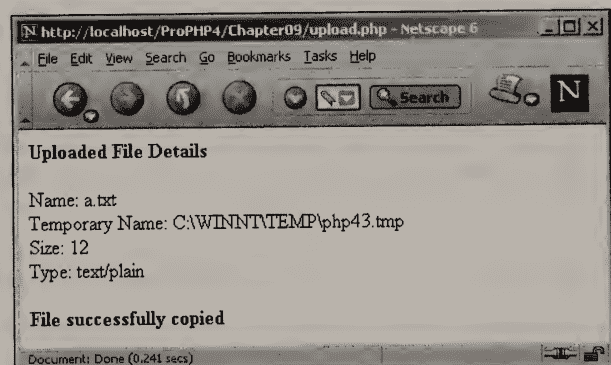 N http://localhost/ProPHP4/Chapter09/upload.php - Netscape 6
File Edit View Search Go Bookmarks Tasks Help
Search N
Uploaded File Details
Name: a.txt
Temporary Name: C:\WINNT\TEMP\php43.tmp
Size: 12
Type: text/plain
File successfully copied
Document: Done (0.241 secs)